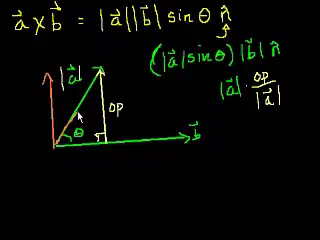 a⃗ × b⃗ = |a⃗||b⃗| sin θ n̂
(|a⃗| sin θ) |b⃗| n̂
|a⃗| · op/|a⃗|
|a⃗|
op
θ
b⃗